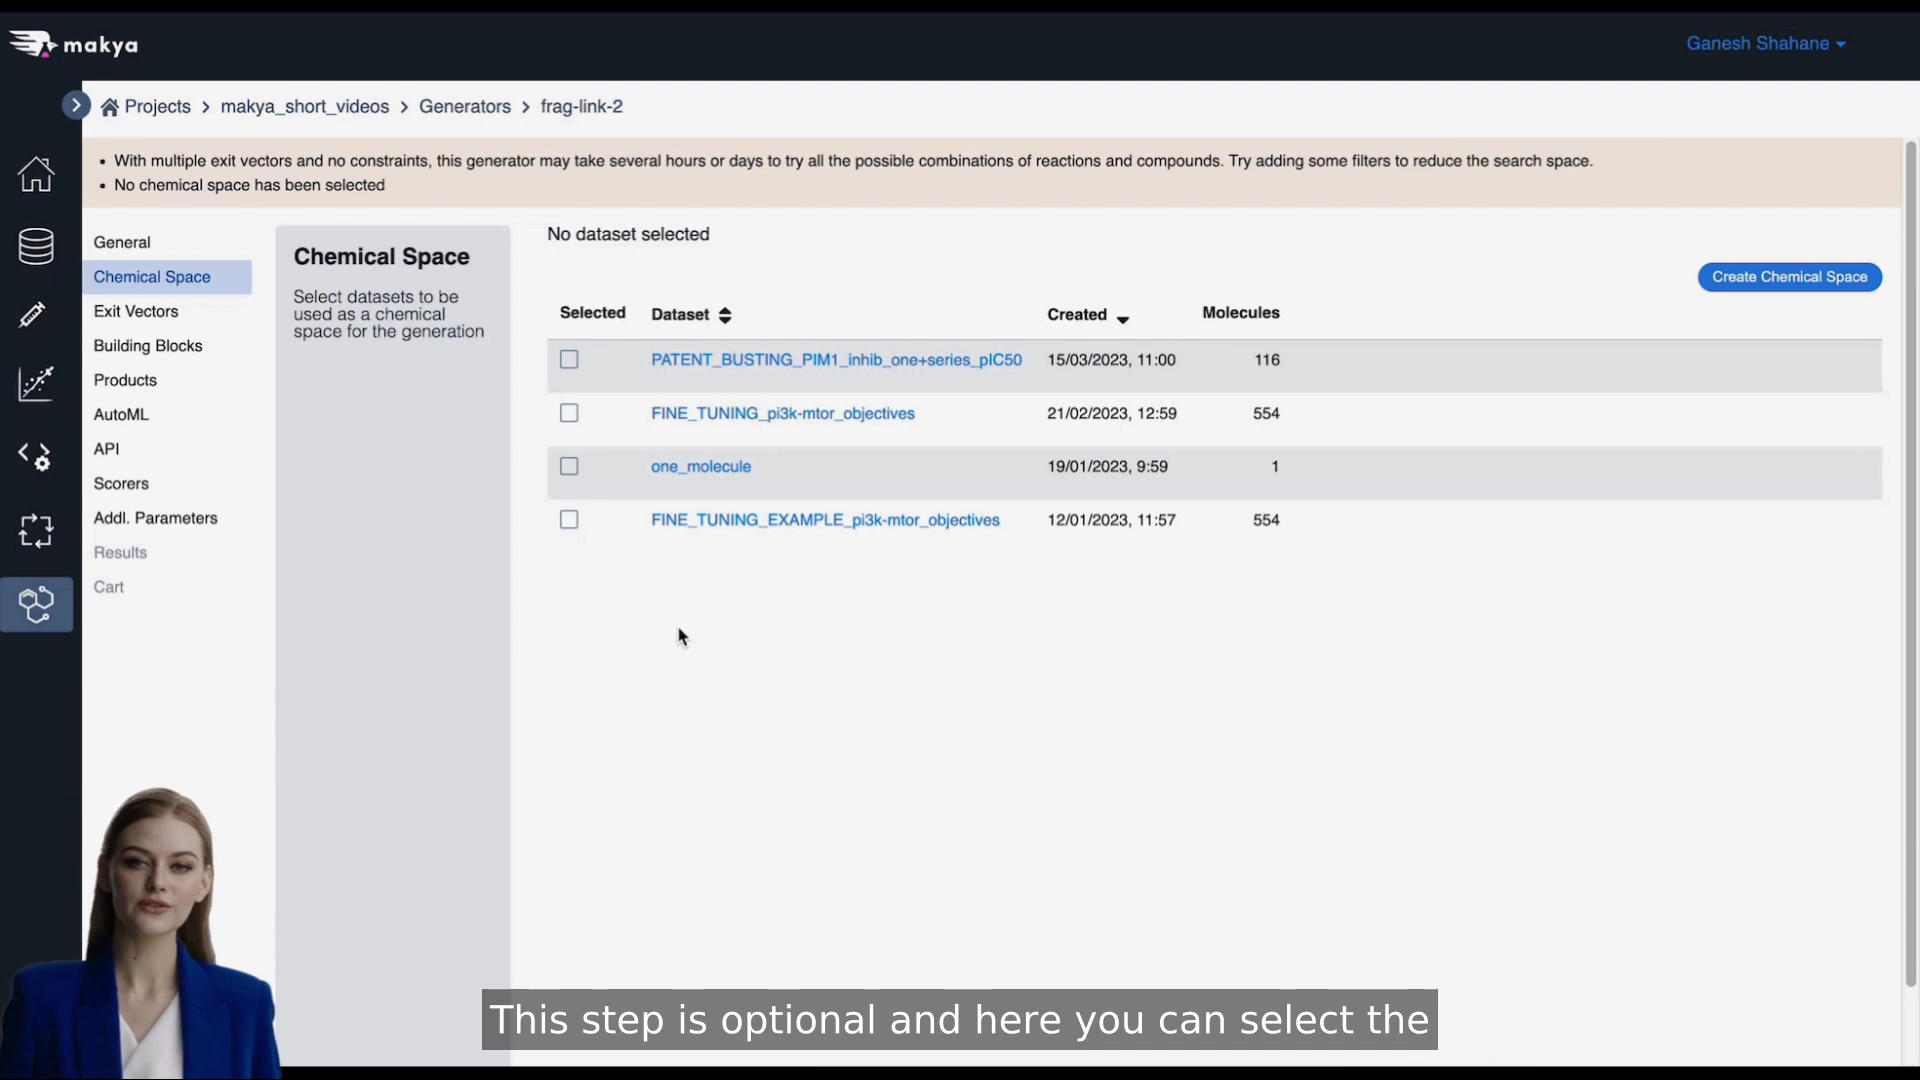 makya
Ganesh Shahane
Projects > makya_short_videos > Generators > frag-link-2
• With multiple exit vectors and no constraints, this generator may take several hours or days to try all the possible combinations of reactions and compounds. Try adding some filters to reduce the search space.
• No chemical space has been selected
General
Chemical Space
Exit Vectors
Building Blocks
Products
AutoML
API
Scorers
Addl. Parameters
Results
Cart
Chemical Space
Select datasets to be
used as a chemical
space for the generation
No dataset selected
Create Chemical Space
Selected Dataset Created Molecules
PATENT_BUSTING_PIM1_inhib_one+series_pIC50 15/03/2023, 11:00 116
FINE_TUNING_pi3k-mtor_objectives 21/02/2023, 12:59 554
one_molecule 19/01/2023, 9:59 1
FINE_TUNING_EXAMPLE_pi3k-mtor_objectives 12/01/2023, 11:57 554
This step is optional and here you can select the